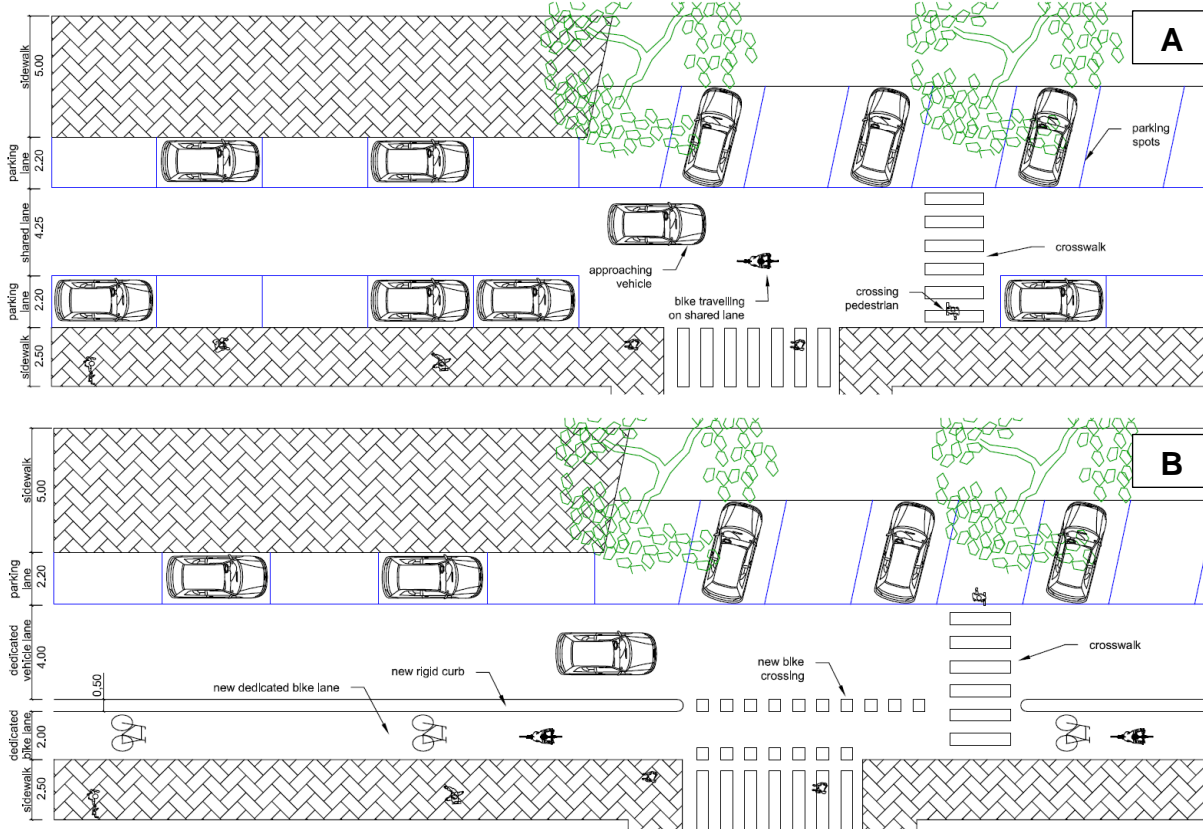 A
sidewalk
5.00
parking
lane
2.20
shared lane
4.25
parking
lane
2.20
sidewalk
2.50
approaching
vehicle
bike travelling
on shared lane
crossing
pedestrian
crosswalk
parking
spots
B
sidewalk
5.00
parking
lane
2.20
dedicated
vehicle lane
4.00
0,50
dedicated
bike lane
2.00
sidewalk
2.50
new dedicated bike lane
new rigid curb
new bike
crossing
crosswalk